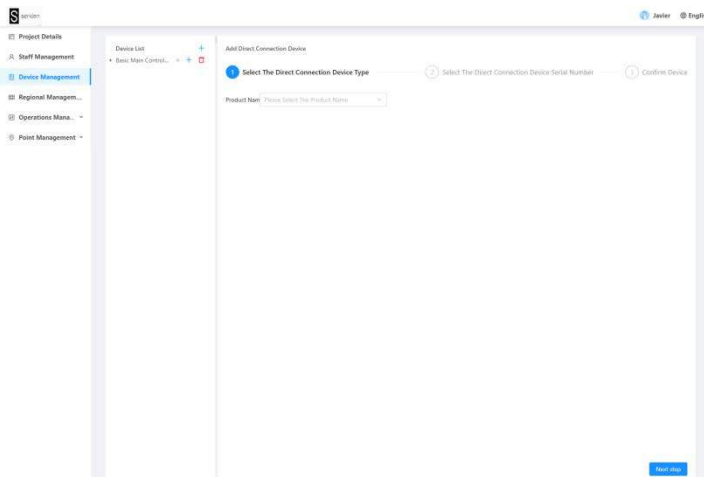 S
Javier
Englis
Project Details
Staff Management
Device Management
Regional Managem...
Operations Mana...
Point Management
Device List
+
Basic Main Control... + +
Add Direct Connection Device
1 Select The Direct Connection Device Type
2 Select The Direct Connection Device Serial Number
3 Confirm Device
Product Nam Please Select The Product Name
Next step